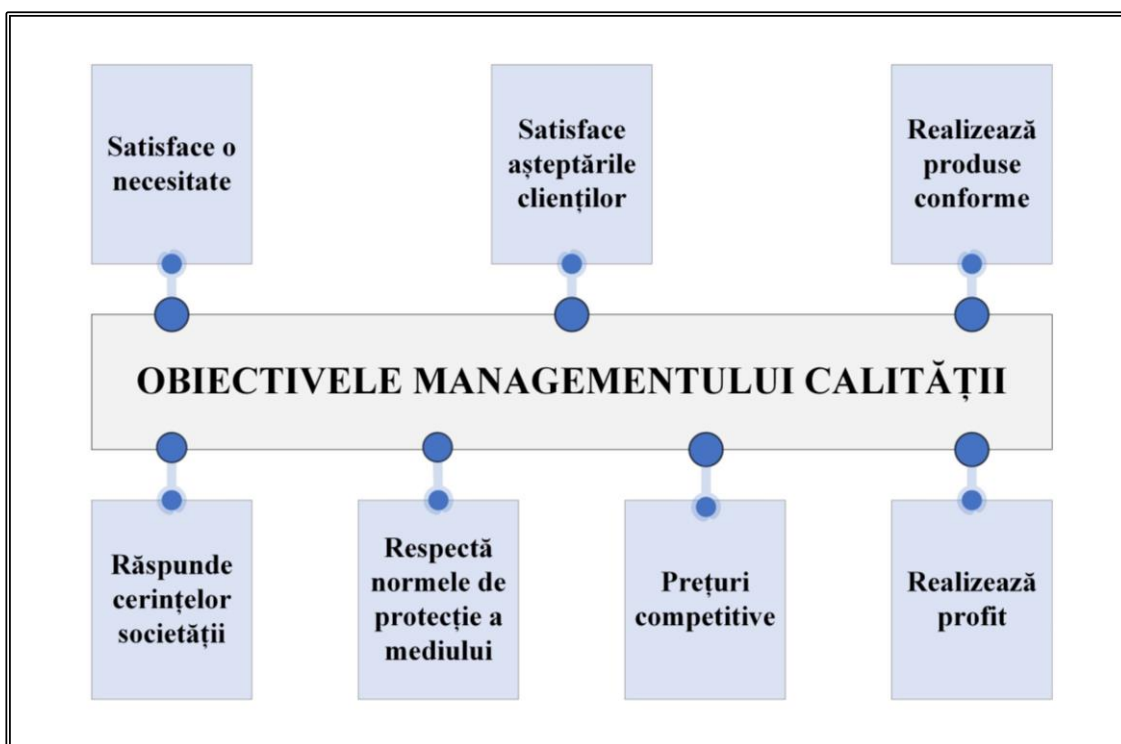 Satisface o
necesitate
Satisface
așteptările
clienților
Realizează
produse
conforme
OBIECTIVELE MANAGEMENTULUI CALITĂȚII
Răspunde
cerințelor
societății
Respectă
normele de
protecție a
mediului
Prețuri
competitive
Realizează
profit